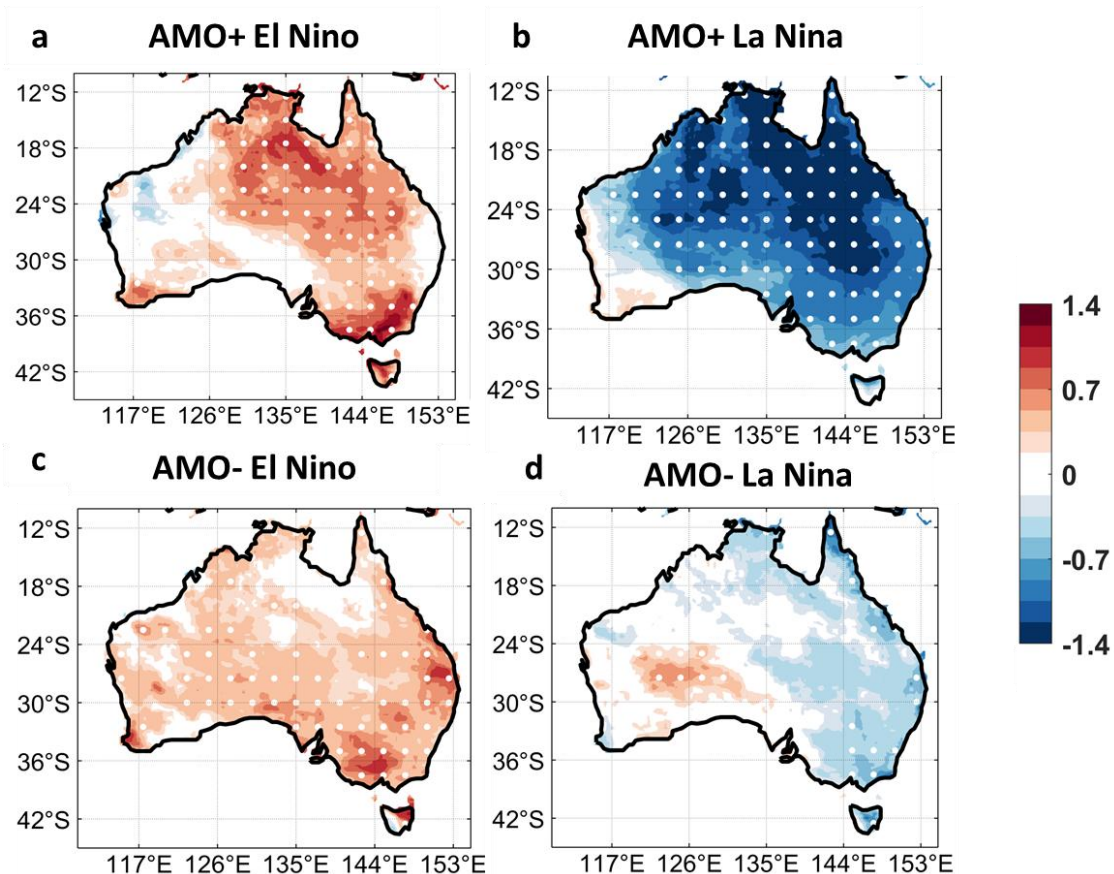 a AMO+ El Nino
12°S
18°S
24°S
30°S
36°S
42°S
117°E 126°E 135°E 144°E 153°E
b AMO+ La Nina
12°S
18°S
24°S
30°S
36°S
42°S
117°E 126°E 135°E 144°E 153°E
c AMO- El Nino
12°S
18°S
24°S
30°S
36°S
42°S
117°E 126°E 135°E 144°E 153°E
d AMO- La Nina
12°S
18°S
24°S
30°S
36°S
42°S
117°E 126°E 135°E 144°E 153°E
1.4
0.7
0
-0.7
-1.4